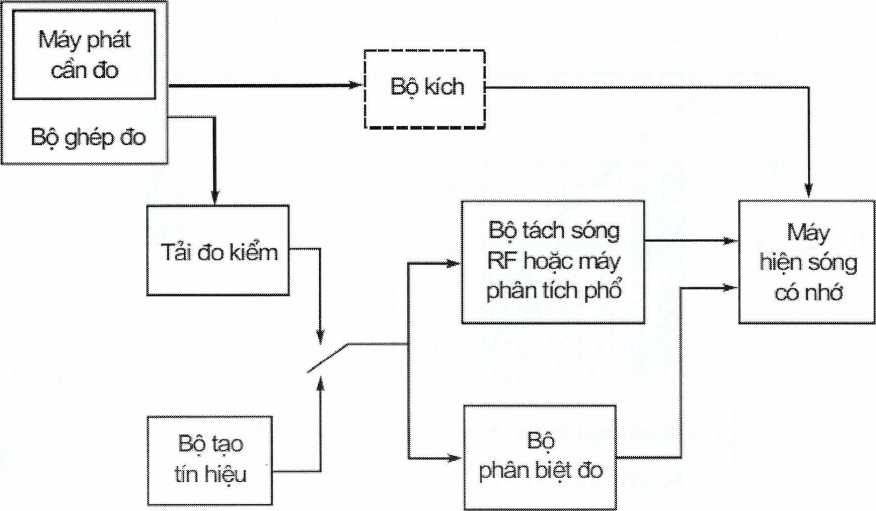 Máy phát
cần đo
Bộ ghép đo
Bộ kích
Tải đo kiểm
Bộ tách sóng
RF hoặc máy
phân tích phổ
Máy
hiện sóng
có nhớ
Bộ tạo
tín hiệu
Bộ
phân biệt đo